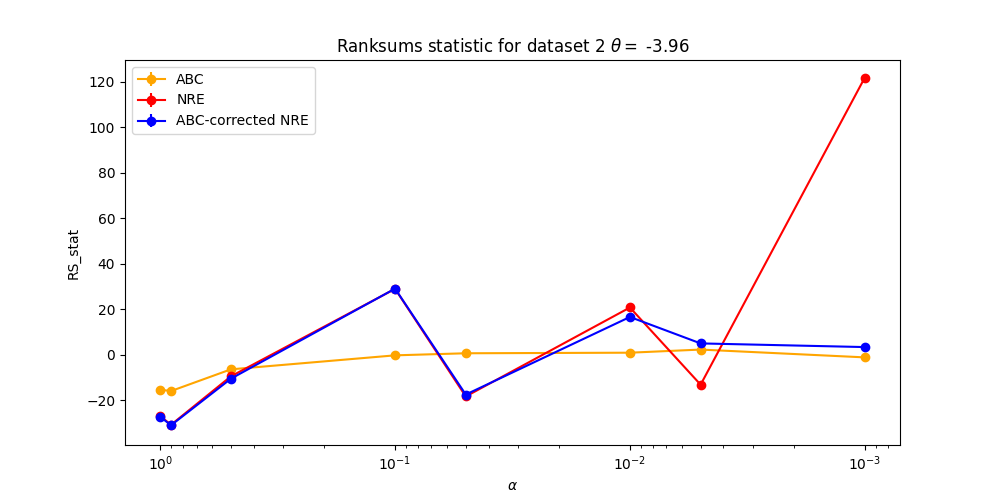 Ranksums statistic for dataset 2 $\theta =$ -3.96
ABC
NRE
ABC-corrected NRE
120
100
80
60
40
20
0
−20
RS_stat
10⁰
10⁻¹
10⁻²
10⁻³
α